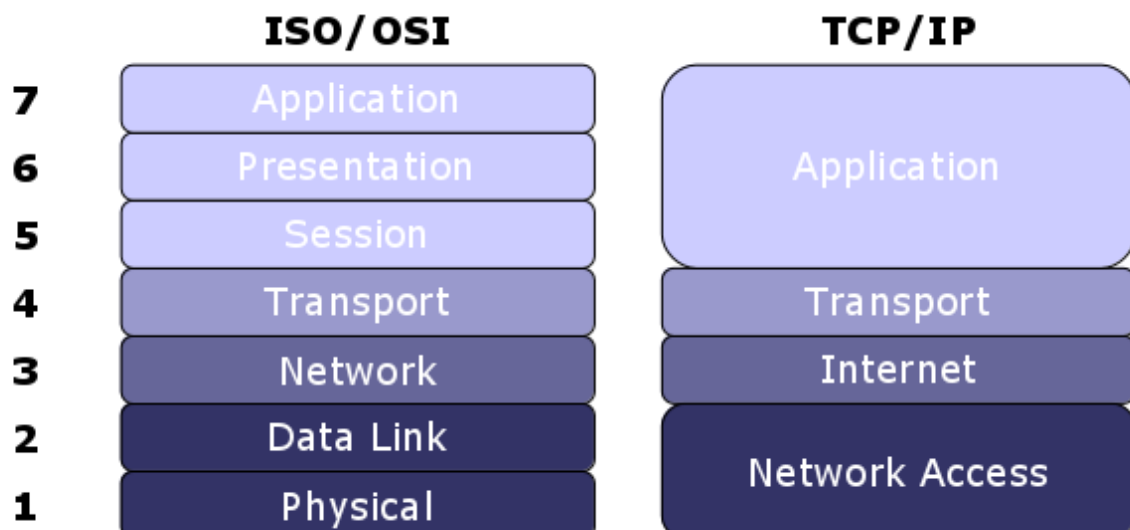 ISO/OSI TCP/IP
7 Application
6 Presentation Application
5 Session
4 Transport Transport
3 Network Internet
2 Data Link
Network Access
1 Physical